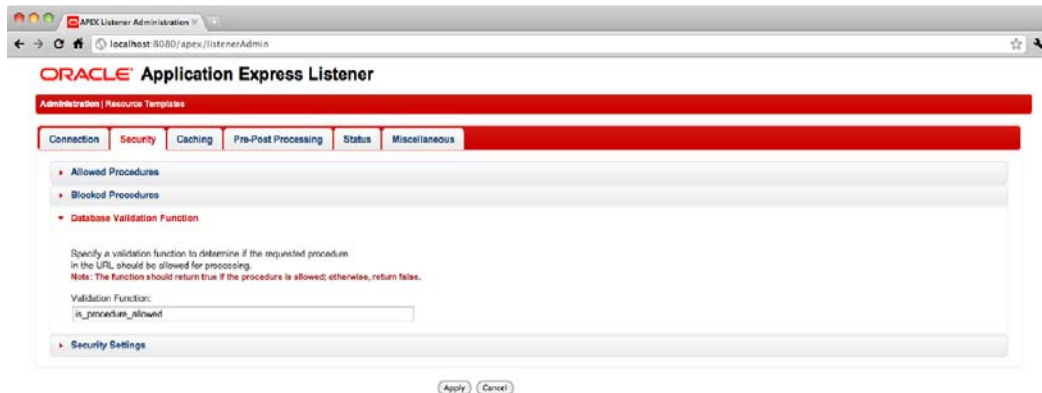 APEX Listener Administration
localhost:8080/apex/listenerAdmin
ORACLE Application Express Listener
Administration | Resource Templates
Connection Security Caching Pre-Post Processing Status Miscellaneous
Allowed Procedures
Blocked Procedures
Database Validation Function
Specify a validation function to determine if the requested procedure
in the URL should be allowed for processing.
Note: The function should return true if the procedure is allowed; otherwise, return false.
Validation Function:
is_procedure_allowed
Security Settings
Apply Cancel